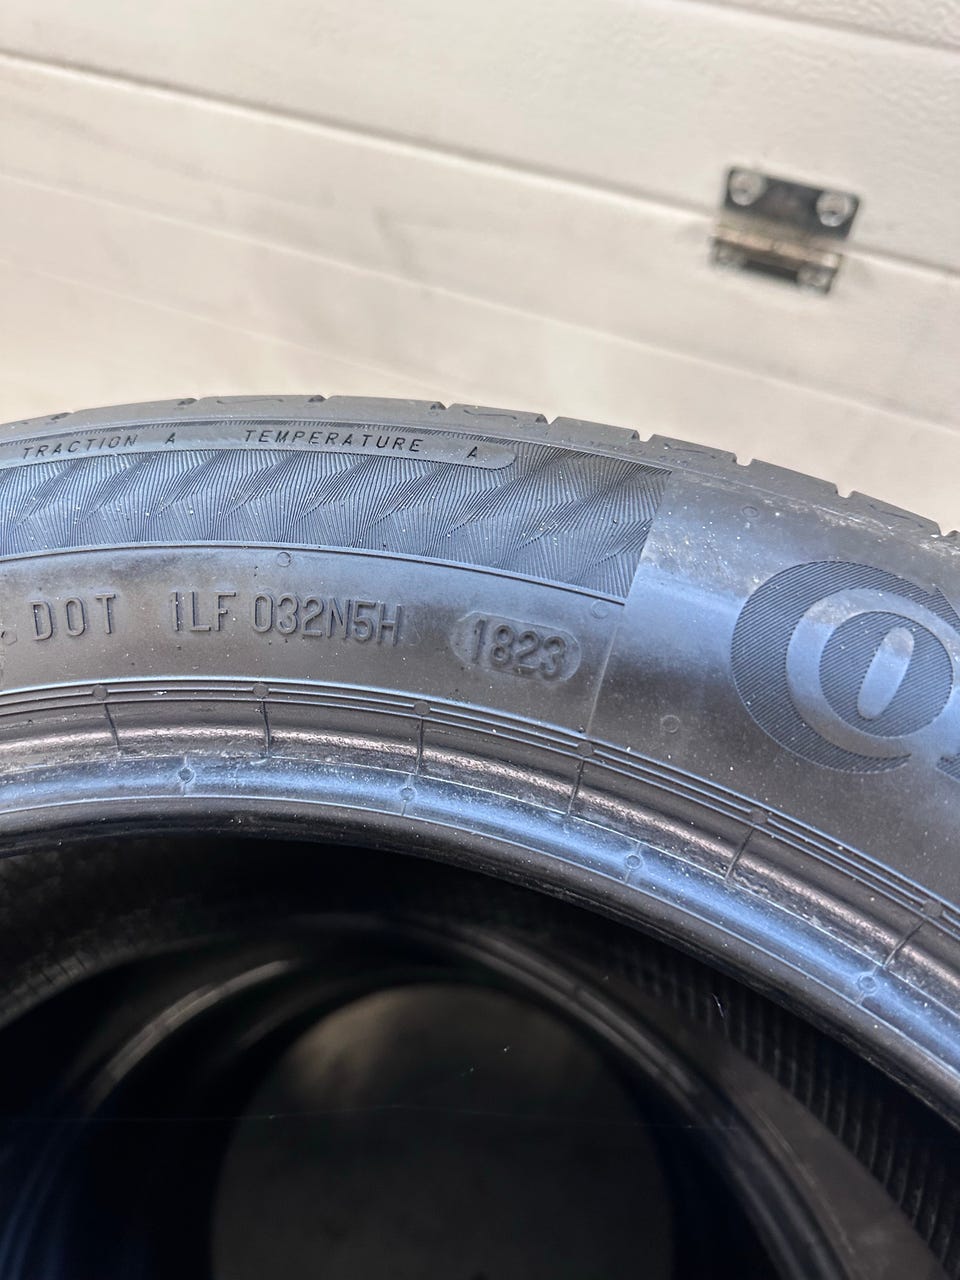 TRACTION A TEMPERATURE A
DOT 1LF 032N5H 1823